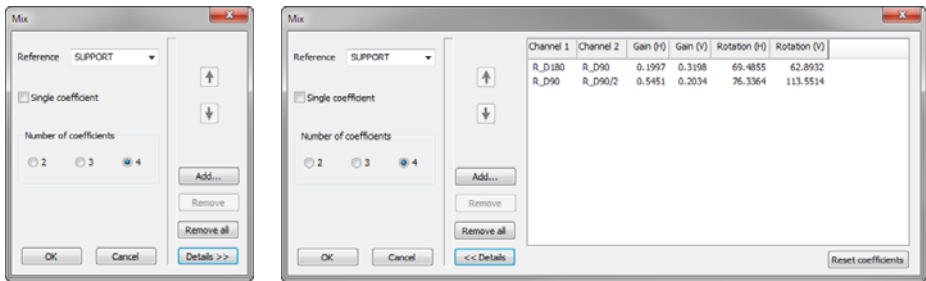 Mix
Reference SUPPORT
Single coefficient
Number of coefficients
2 3 4
Add...
Remove
Remove all
OK Cancel Details >>
Mix
Reference SUPPORT
Single coefficient
Number of coefficients
2 3 4
Add...
Remove
Remove all
OK Cancel << Details
Channel 1 Channel 2 Gain (H) Gain (V) Rotation (H) Rotation (V)
R_D180 R_D90 0.1997 0.3198 69.4855 62.8932
R_D90 R_D90/2 0.5451 0.2034 76.3364 113.5514
Reset coefficients